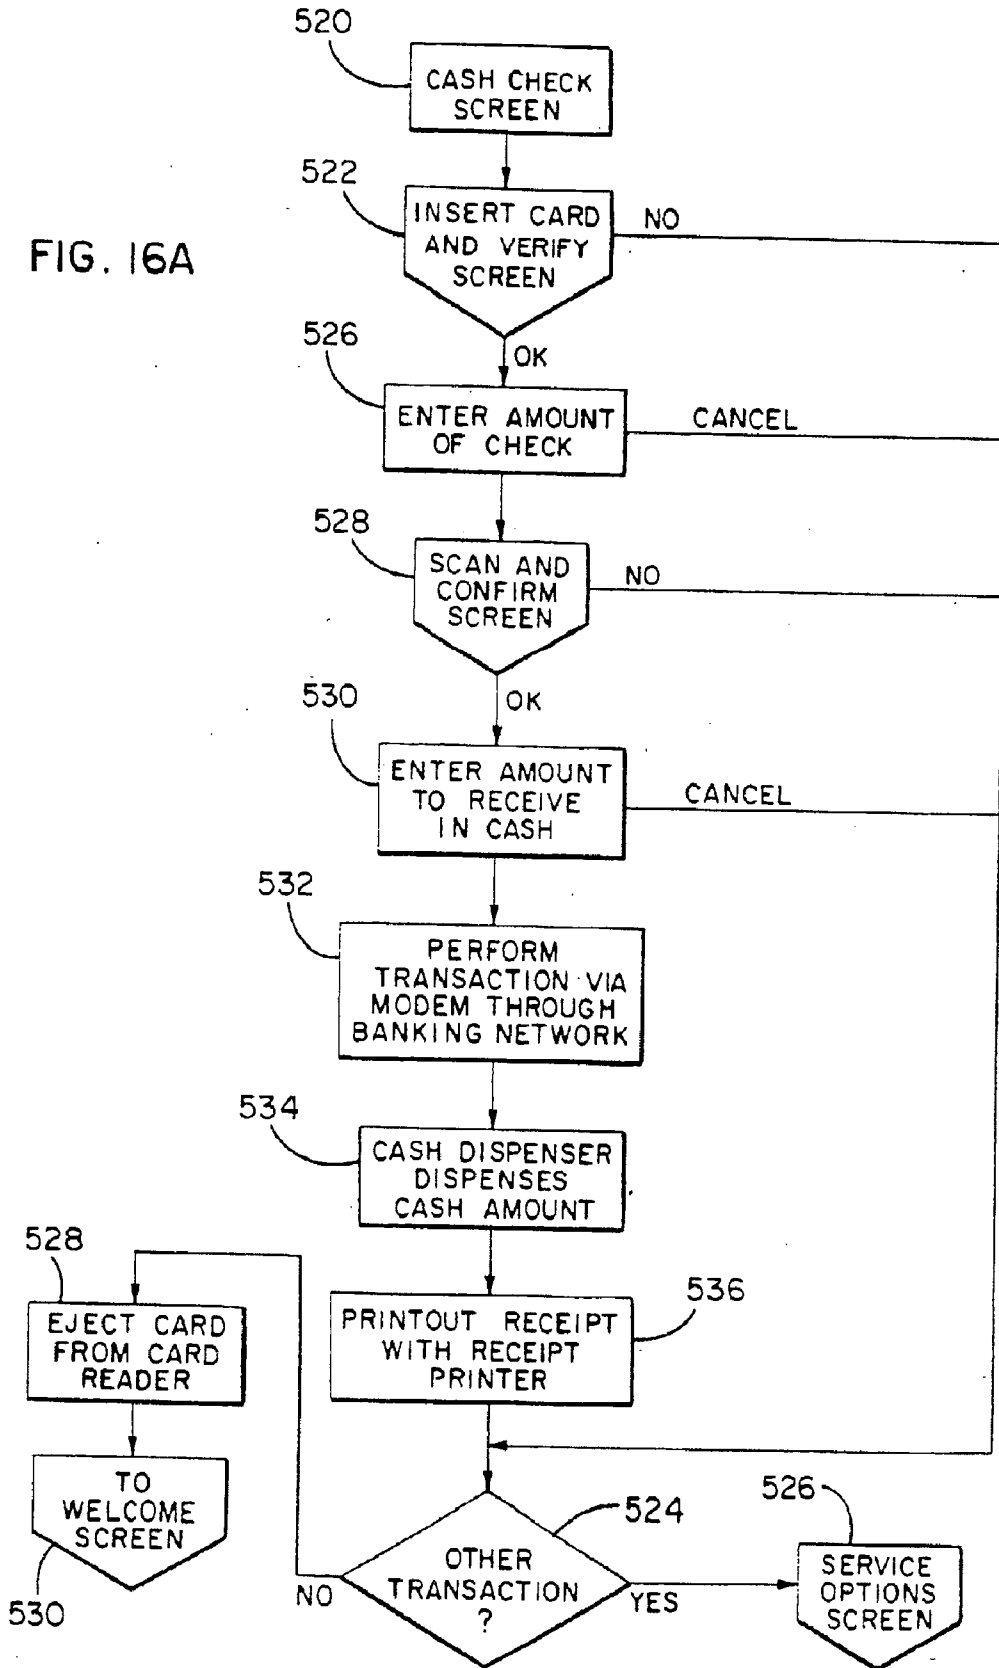 520
CASH CHECK
SCREEN
522
INSERT CARD
AND VERIFY
SCREEN
NO
FIG. 16A
OK
526
ENTER AMOUNT
OF CHECK
CANCEL
528
SCAN AND
CONFIRM
SCREEN
NO
OK
530
ENTER AMOUNT
TO RECEIVE
IN CASH
CANCEL
532
PERFORM
TRANSACTION VIA
MODEM THROUGH
BANKING NETWORK
534
CASH DISPENSER
DISPENSES
CASH AMOUNT
528
EJECT CARD
FROM CARD
READER
536
PRINTOUT RECEIPT
WITH RECEIPT
PRINTER
TO
WELCOME
SCREEN
530
524
OTHER
TRANSACTION
?
NO
YES
526
SERVICE
OPTIONS
SCREEN